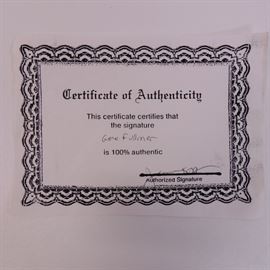 Certificate of Authenticity
This certificate certifies that
the signature
Gene Fullmer
is 100% authentic
Authorized Signature